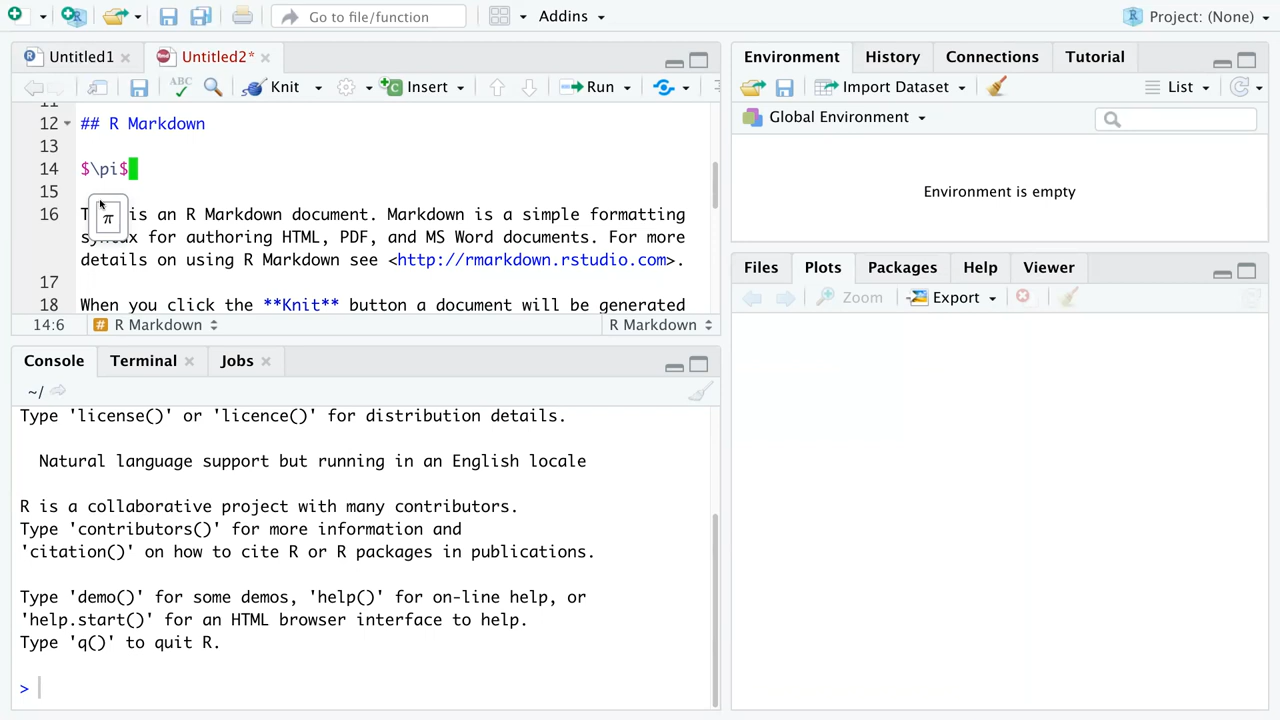 Go to file/function
Addins
Project: (None)
Untitled1
Untitled2*
ABC
Knit
Insert
Run
12
## R Markdown
13
14
$\pi$
15
π
16
is an R Markdown document. Markdown is a simple formatting
for authoring HTML, PDF, and MS Word documents. For more
details on using R Markdown see <http://rmarkdown.rstudio.com>.
17
18
When you click the **Knit** button a document will be generated
14:6
# R Markdown
R Markdown
Console
Terminal
Jobs
~/
Type 'license()' or 'licence()' for distribution details.
Natural language support but running in an English locale
R is a collaborative project with many contributors.
Type 'contributors()' for more information and
'citation()' on how to cite R or R packages in publications.
Type 'demo()' for some demos, 'help()' for on-line help, or
'help.start()' for an HTML browser interface to help.
Type 'q()' to quit R.
>
Environment
History
Connections
Tutorial
Import Dataset
List
Global Environment
Environment is empty
Files
Plots
Packages
Help
Viewer
Zoom
Export